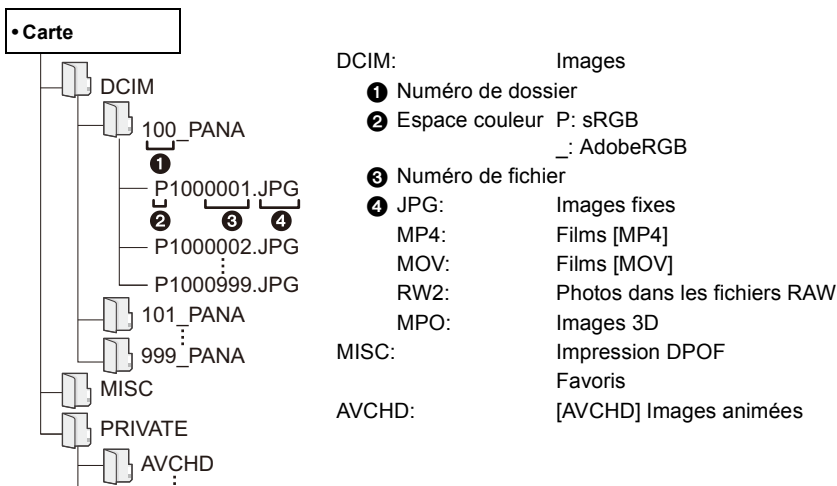 • Carte
DCIM
100_PANA
❶
P1000001.JPG
❷ ❸ ❹
P1000002.JPG
P1000999.JPG
101_PANA
999_PANA
MISC
PRIVATE
AVCHD
DCIM: Images
❶ Numéro de dossier
❷ Espace couleur P: sRGB
_: AdobeRGB
❸ Numéro de fichier
❹ JPG: Images fixes
MP4: Films [MP4]
MOV: Films [MOV]
RW2: Photos dans les fichiers RAW
MPO: Images 3D
MISC: Impression DPOF
Favoris
AVCHD: [AVCHD] Images animées